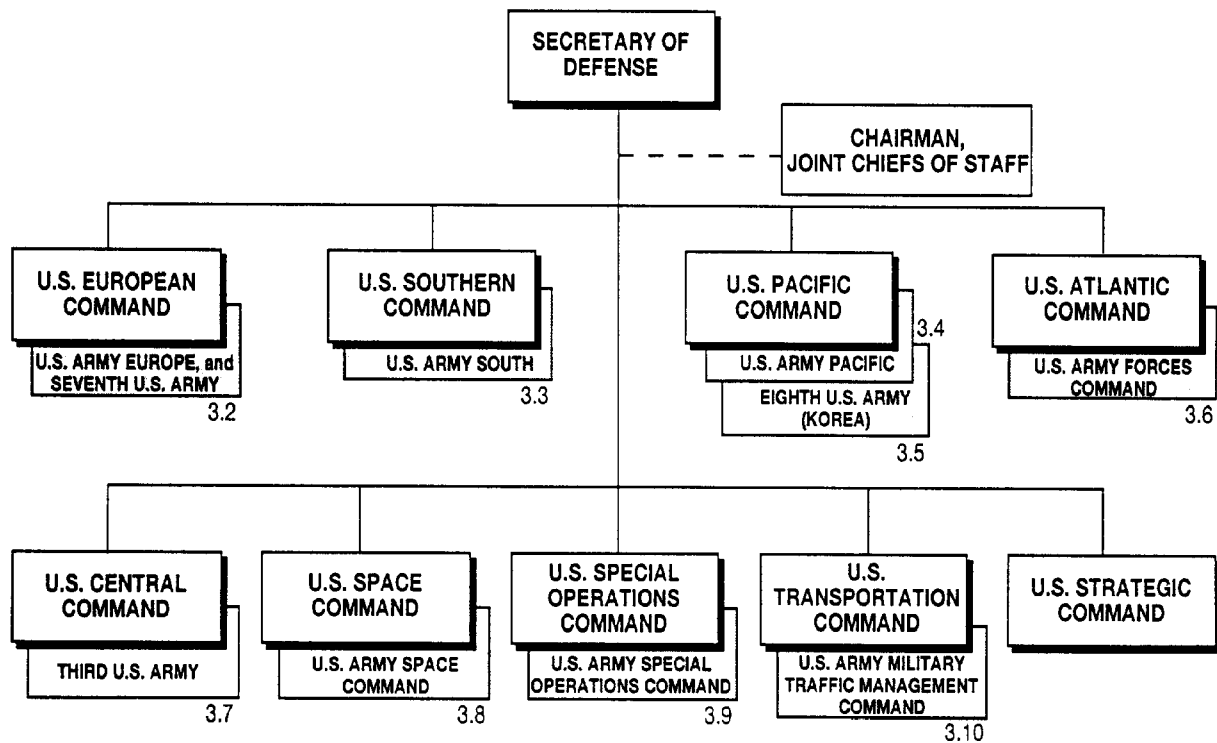 SECRETARY OF
DEFENSE
CHAIRMAN,
JOINT CHIEFS OF STAFF
U.S. EUROPEAN
COMMAND
U.S. ARMY EUROPE, and
SEVENTH U.S. ARMY
3.2
U.S. SOUTHERN
COMMAND
U.S. ARMY SOUTH
3.3
U.S. PACIFIC
COMMAND
3.4
U.S. ARMY PACIFIC
EIGHTH U.S. ARMY
(KOREA)
3.5
U.S. ATLANTIC
COMMAND
U.S. ARMY FORCES
COMMAND
3.6
U.S. CENTRAL
COMMAND
THIRD U.S. ARMY
3.7
U.S. SPACE
COMMAND
U.S. ARMY SPACE
COMMAND
3.8
U.S. SPECIAL
OPERATIONS
COMMAND
U.S. ARMY SPECIAL
OPERATIONS COMMAND
3.9
U.S.
TRANSPORTATION
COMMAND
U.S. ARMY MILITARY
TRAFFIC MANAGEMENT
COMMAND
3.10
U.S. STRATEGIC
COMMAND